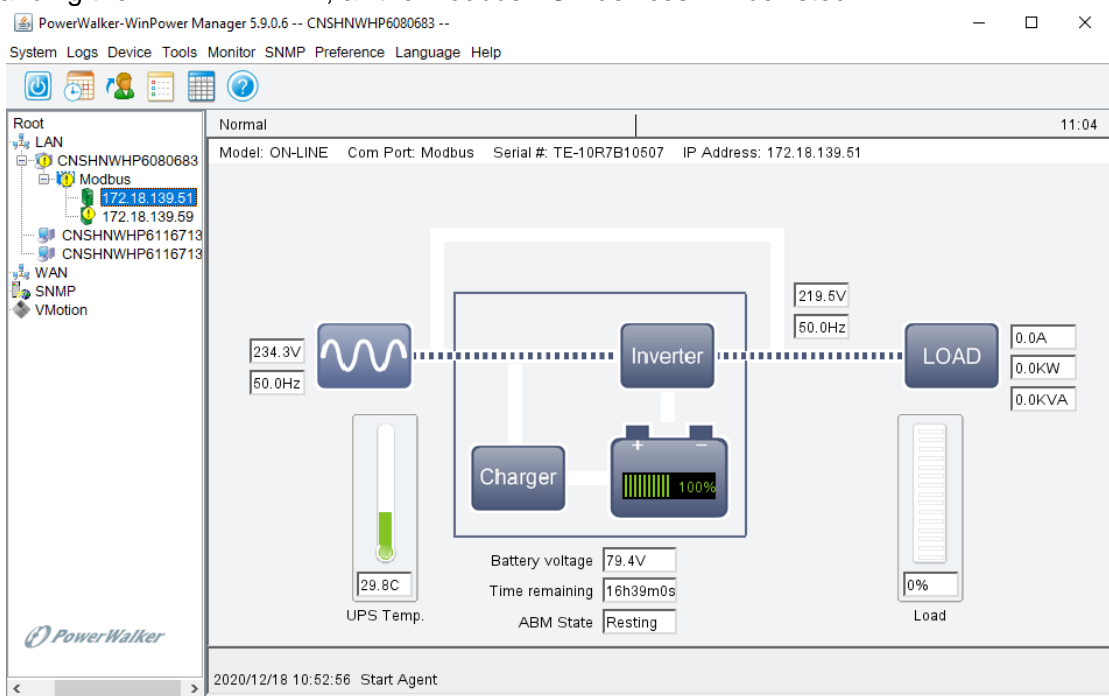 PowerWalker-WinPower Manager 5.9.0.6 -- CNSHNWHP6080683 --
System Logs Device Tools Monitor SNMP Preference Language Help
Root
LAN
CNSHNWHP6080683
Modbus
172.18.139.51
172.18.139.59
CNSHNWHP6116713
CNSHNWHP6116713
WAN
SNMP
VMotion
PowerWalker
Normal
11:04
Model: ON-LINE Com Port: Modbus Serial #: TE-10R7B10507 IP Address: 172.18.139.51
234.3V
50.0Hz
Inverter
219.5V
50.0Hz
LOAD
0.0A
0.0KW
0.0KVA
Charger
+ −
100%
29.8C
UPS Temp.
Battery voltage 79.4V
Time remaining 16h39m0s
ABM State Resting
0%
Load
2020/12/18 10:52:56 Start Agent